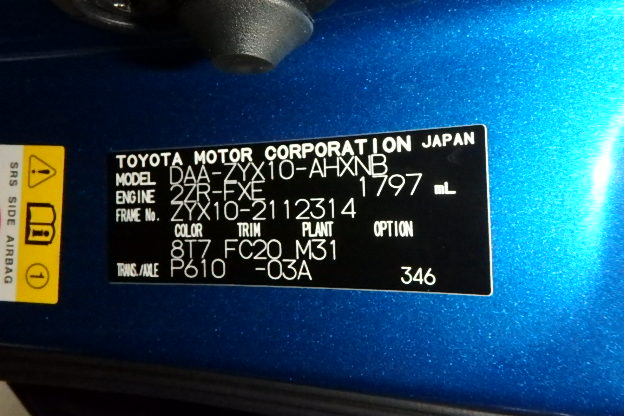 TOYOTA MOTOR CORPORATION JAPAN
MODEL DAA-ZYX10-AHXNB
ENGINE 2ZR-FXE 1797 mL
FRAME No. ZYX10-2112314
COLOR TRIM PLANT OPTION
8T7 FC20 M31
TRANS./AXLE P610 -03A 346
SRS SIDE AIRBAG
1